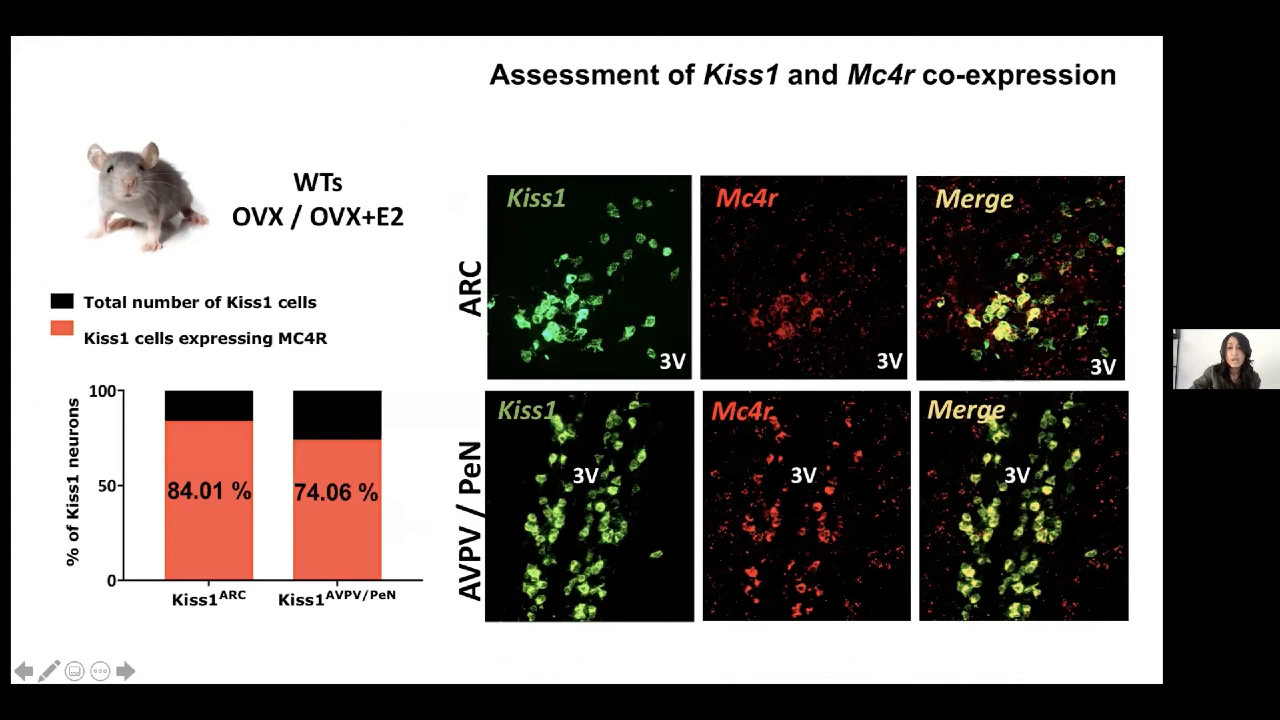 Assessment of Kiss1 and Mc4r co-expression
WTs
OVX / OVX+E2
Total number of Kiss1 cells
Kiss1 cells expressing MC4R
% of Kiss1 neurons
100
50
0
84.01 %
74.06 %
Kiss1ARC
Kiss1AVPV/PeN
ARC
Kiss1
3V
Mc4r
3V
Merge
3V
AVPV / PeN
Kiss1
3V
Mc4r
3V
Merge
3V